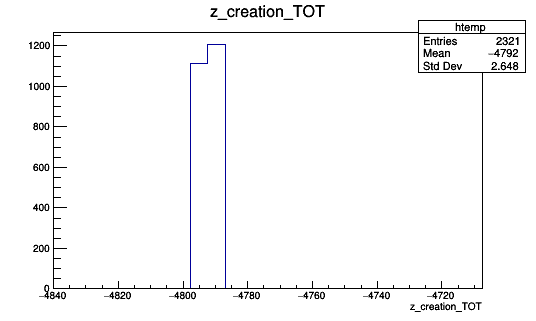 z_creation_TOT
htemp
Entries 2321
Mean −4792
Std Dev 2.648
1200
1000
800
600
400
200
0
−4840 −4820 −4800 −4780 −4760 −4740 −4720
z_creation_TOT